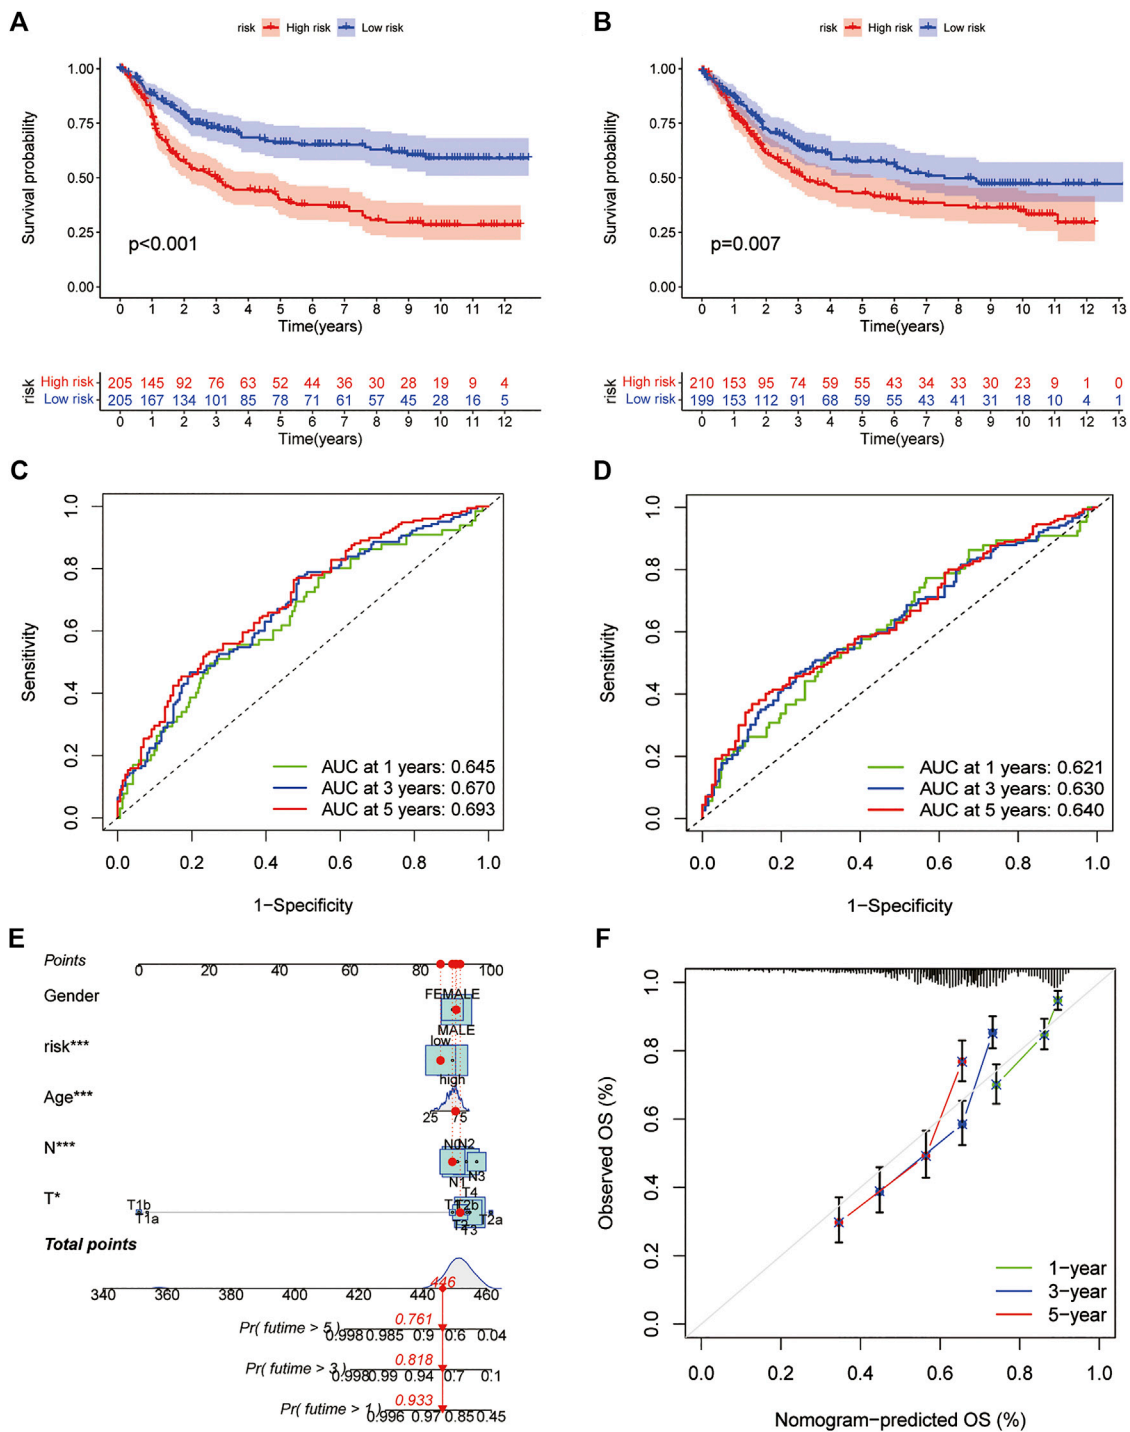 A
risk High risk Low risk
1.00
0.75
0.50
0.25
0.00
Survival probability
p<0.001
0 1 2 3 4 5 6 7 8 9 10 11 12
Time(years)
risk
High risk 205 145 92 76 63 52 44 36 30 28 19 9 4
Low risk 205 167 134 101 85 78 71 61 57 45 28 16 5
0 1 2 3 4 5 6 7 8 9 10 11 12
Time(years)
B
risk High risk Low risk
1.00
0.75
0.50
0.25
0.00
Survival probability
p=0.007
0 1 2 3 4 5 6 7 8 9 10 11 12 13
Time(years)
risk
High risk 210 153 95 74 59 55 43 34 33 30 23 9 1 0
Low risk 199 153 112 91 68 59 55 43 41 31 18 10 4 1
0 1 2 3 4 5 6 7 8 9 10 11 12 13
Time(years)
C
1.0
0.8
0.6
0.4
0.2
0.0
Sensitivity
AUC at 1 years: 0.645
AUC at 3 years: 0.670
AUC at 5 years: 0.693
0.0 0.2 0.4 0.6 0.8 1.0
1−Specificity
D
1.0
0.8
0.6
0.4
0.2
0.0
Sensitivity
AUC at 1 years: 0.621
AUC at 3 years: 0.630
AUC at 5 years: 0.640
0.0 0.2 0.4 0.6 0.8 1.0
1−Specificity
E
Points
0 20 40 60 80 100
Gender
FEMALE
MALE
risk***
low
high
Age***
25 75
N***
N0 N2
N1 N3
T*
T1b
T1a
T4
T1 T2b
T2 T3 T2a
Total points
446
340 360 380 400 420 440 460
Pr( futime > 5 )
0.761
0.998 0.985 0.9 0.6 0.04
Pr( futime > 3 )
0.818
0.998 0.99 0.94 0.7 0.1
Pr( futime > 1 )
0.933
0.996 0.97 0.85 0.45
F
1.0
0.8
0.6
0.4
0.2
0.0
Observed OS (%)
1−year
3−year
5−year
0.0 0.2 0.4 0.6 0.8 1.0
Nomogram−predicted OS (%)